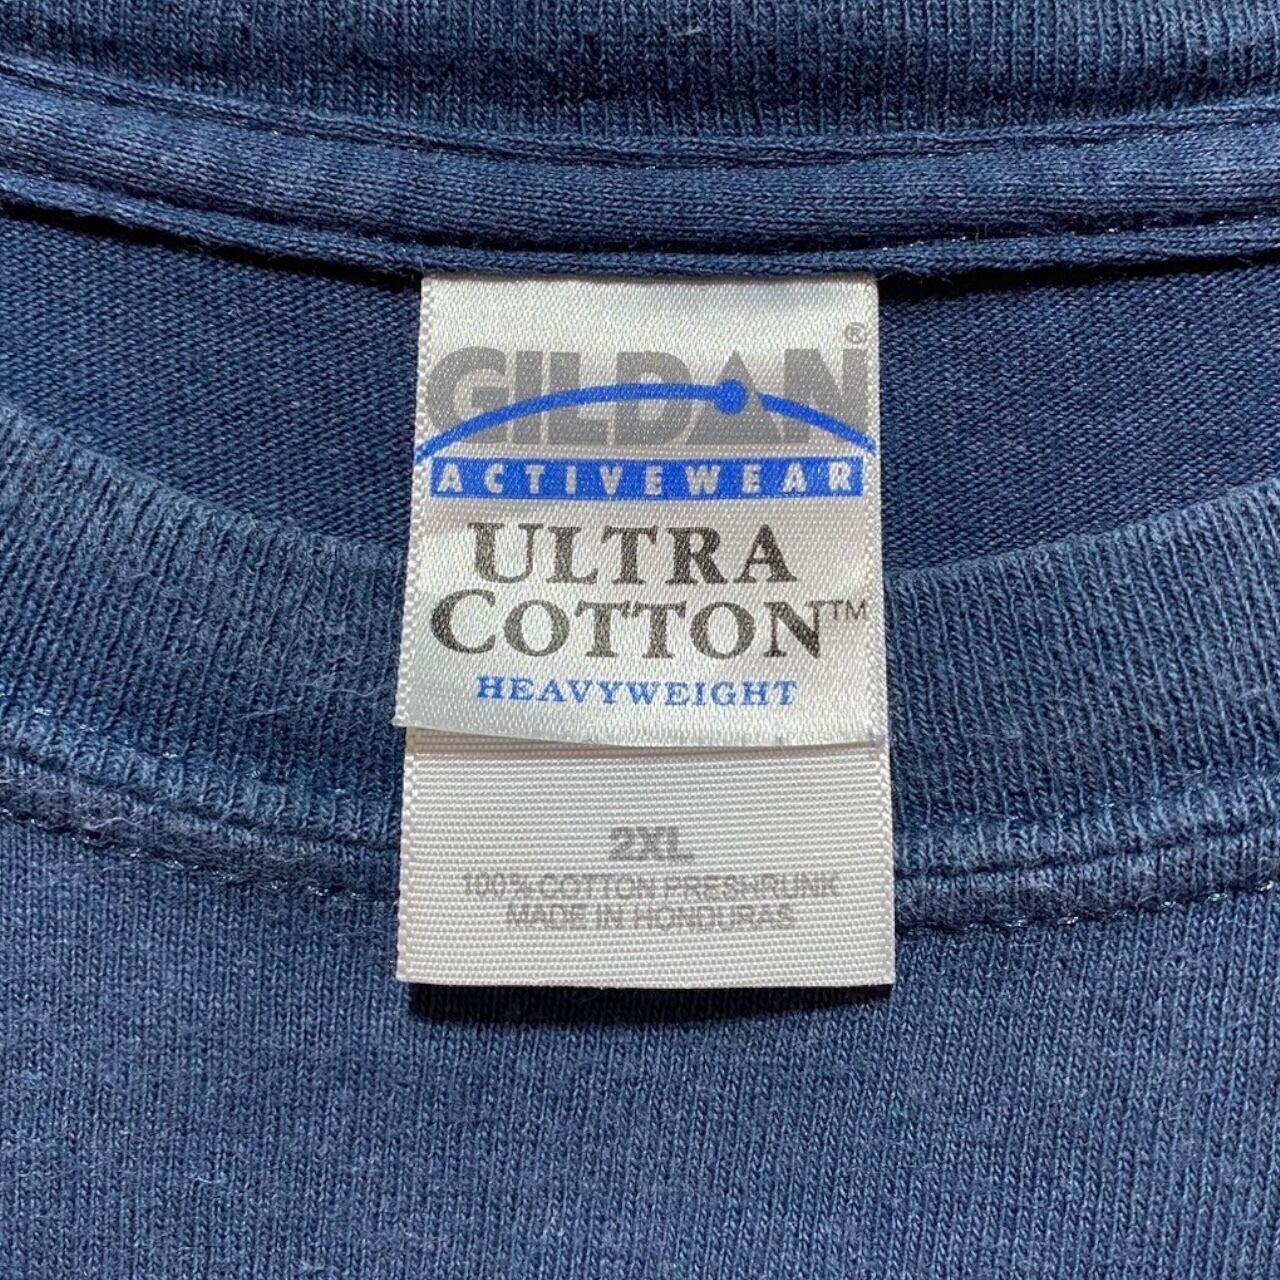 GILDAN®
ACTIVEWEAR
ULTRA
COTTON™
HEAVYWEIGHT
2XL
100% COTTON PRESHRUNK
MADE IN HONDURAS